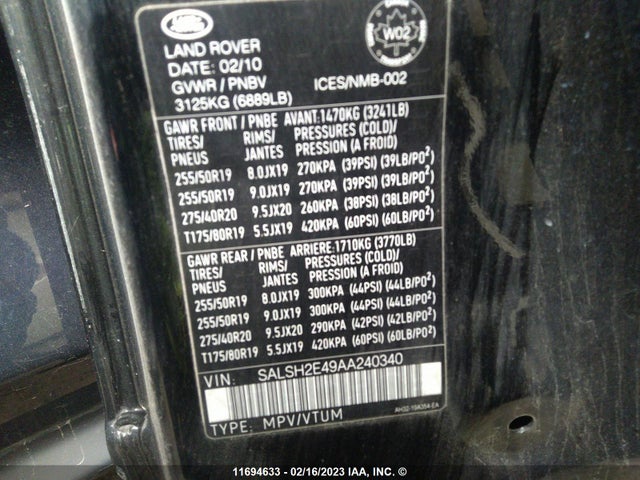 LAND ROVER
DATE: 02/10
GVWR / PNBV ICES/NMB-002
3125KG (6889LB)
W02
GAWR FRONT / PNBE AVANT:1470KG (3241LB)
TIRES/ RIMS/ PRESSURES (COLD)/
PNEUS JANTES PRESSION (A FROID)
255/50R19 8.0JX19 270KPA (39PSI) (39LB/PO²)
255/50R19 9.0JX19 270KPA (39PSI) (39LB/PO²)
275/40R20 9.5JX20 260KPA (38PSI) (38LB/PO²)
T175/80R19 5.5JX19 420KPA (60PSI) (60LB/PO²)
GAWR REAR / PNBE ARRIERE:1710KG (3770LB)
TIRES/ RIMS/ PRESSURES (COLD)/
PNEUS JANTES PRESSION (A FROID)
255/50R19 8.0JX19 300KPA (44PSI) (44LB/PO²)
255/50R19 9.0JX19 300KPA (44PSI) (44LB/PO²)
275/40R20 9.5JX20 290KPA (42PSI) (42LB/PO²)
T175/80R19 5.5JX19 420KPA (60PSI) (60LB/PO²)
VIN: SALSH2E49AA240340
TYPE: MPV/VTUM
AH32-15A354-EA
11694633 - 02/16/2023 IAA, INC. ©